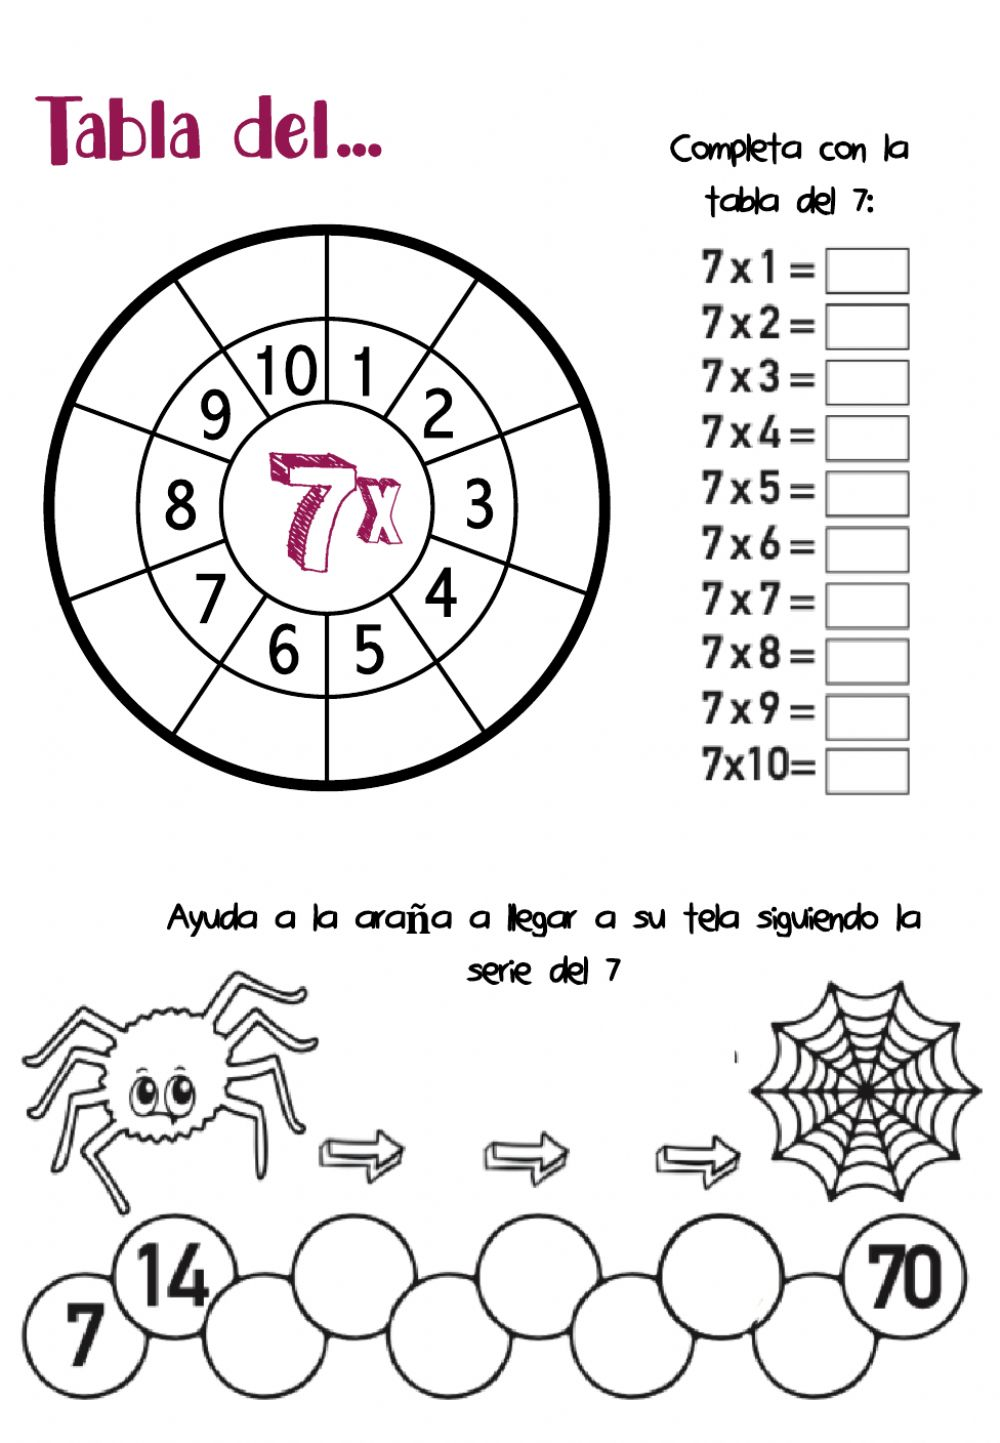 Tabla del...
Completa con la
tabla del 7:
7 x 1 =
7 x 2 =
7 x 3 =
7 x 4 =
7 x 5 =
7 x 6 =
7 x 7 =
7 x 8 =
7 x 9 =
7x10=
10 1
9 2
8 7x 3
7 4
6 5
Ayuda a la araña a llegar a su tela siguiendo la
serie del 7
14 70
7